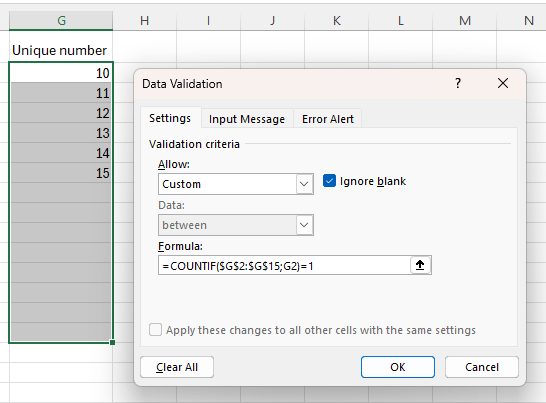 G H I J K L M N
Unique number
10
11
12
13
14
15
Data Validation ? ×
Settings Input Message Error Alert
Validation criteria
Allow:
Custom Ignore blank
Data:
between
Formula:
=COUNTIF($G$2:$G$15;G2)=1
Apply these changes to all other cells with the same settings
Clear All OK Cancel